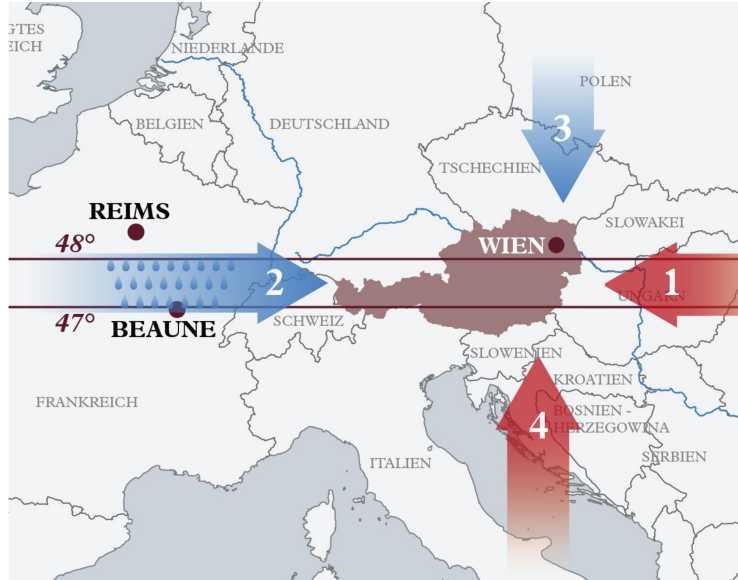 GTES
EICH
NIEDERLANDE
POLEN
BELGIEN
DEUTSCHLAND
3
TSCHECHIEN
REIMS
SLOWAKEI
48°
WIEN
2
1
UNGARN
47°
BEAUNE
SCHWEIZ
SLOWENIEN
KROATIEN
FRANKREICH
4
BOSNIEN -
HERZEGOWINA
ITALIEN
SERBIEN